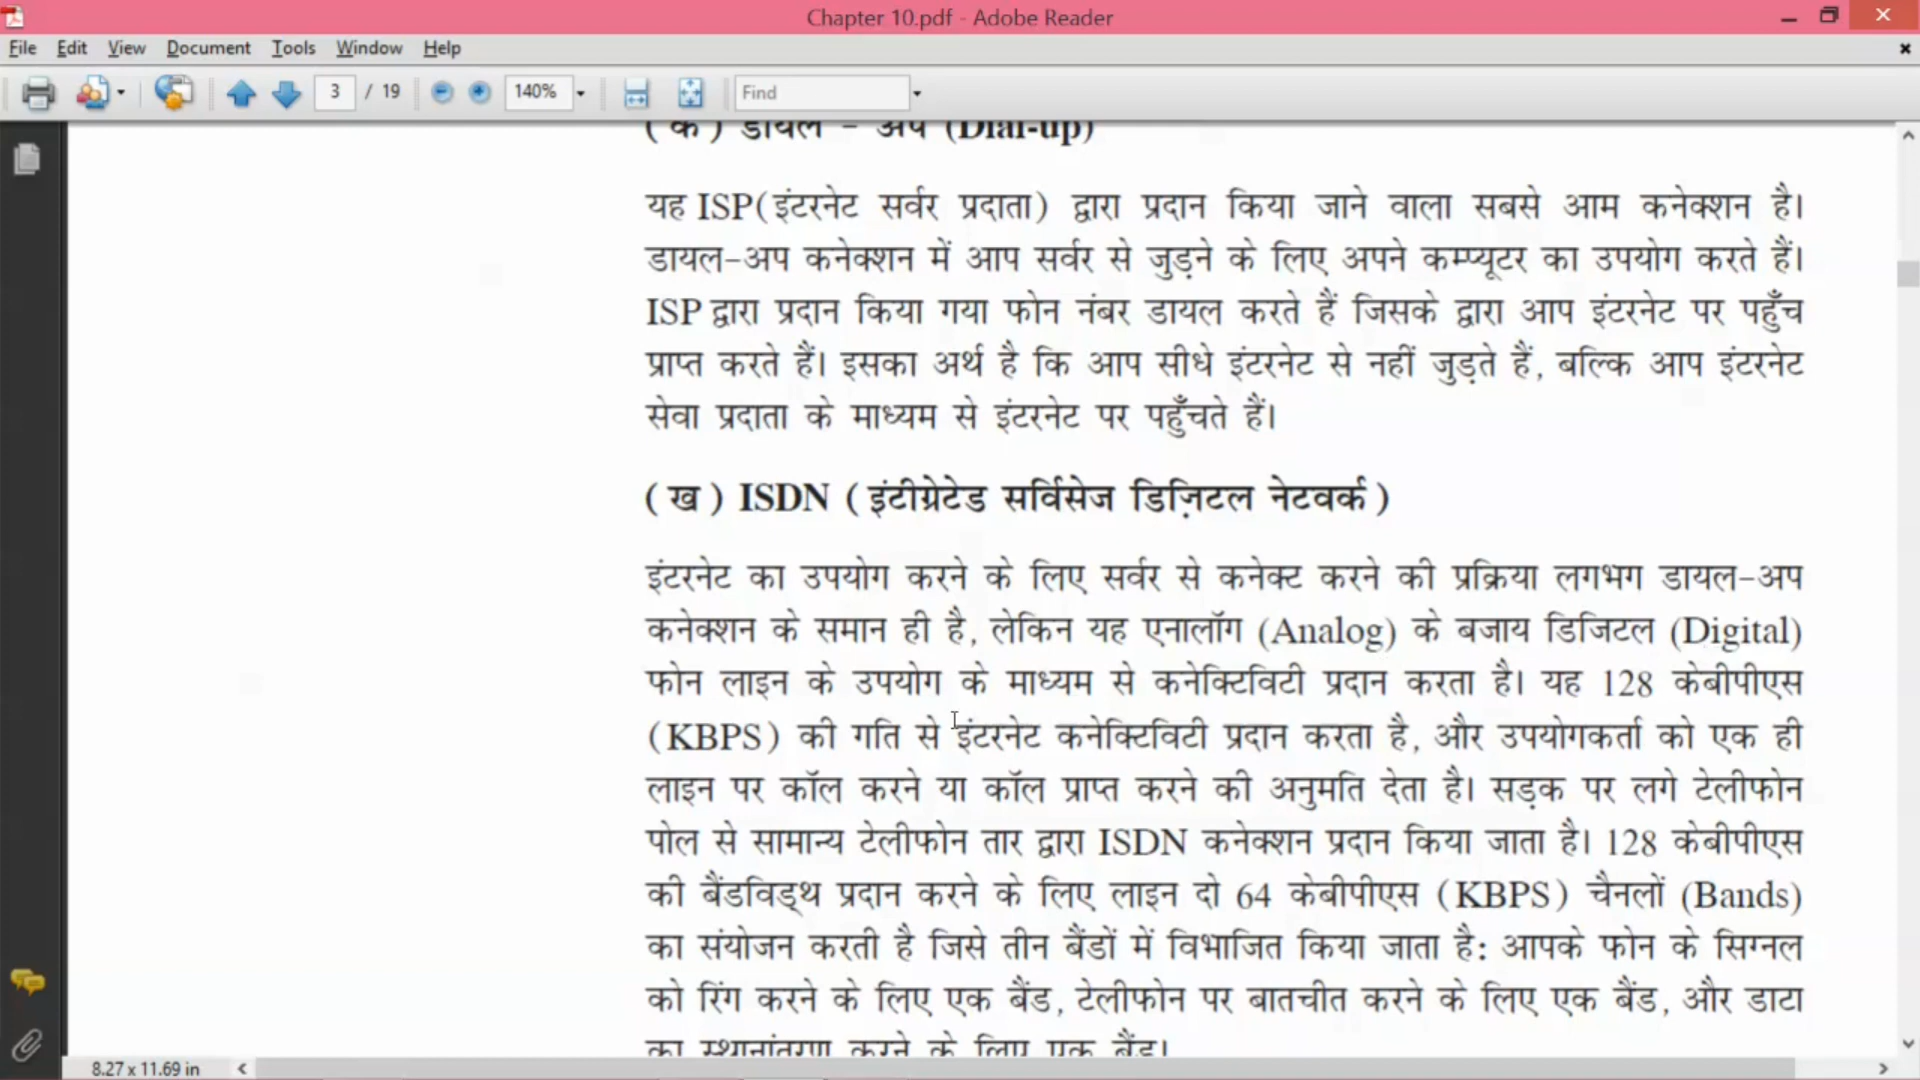 Chapter 10.pdf - Adobe Reader
File Edit View Document Tools Window Help
3 / 19 140% Find
( क ) डायल - अप (Dial-up)
यह ISP(इंटरनेट सर्वर प्रदाता) द्वारा प्रदान किया जाने वाला सबसे आम कनेक्शन है।
डायल-अप कनेक्शन में आप सर्वर से जुड़ने के लिए अपने कम्प्यूटर का उपयोग करते हैं।
ISP द्वारा प्रदान किया गया फोन नंबर डायल करते हैं जिसके द्वारा आप इंटरनेट पर पहुँच
प्राप्त करते हैं। इसका अर्थ है कि आप सीधे इंटरनेट से नहीं जुड़ते हैं, बल्कि आप इंटरनेट
सेवा प्रदाता के माध्यम से इंटरनेट पर पहुँचते हैं।
( ख ) ISDN ( इंटीग्रेटेड सर्विसेज डिज़िटल नेटवर्क )
इंटरनेट का उपयोग करने के लिए सर्वर से कनेक्ट करने की प्रक्रिया लगभग डायल-अप
कनेक्शन के समान ही है, लेकिन यह एनालॉग (Analog) के बजाय डिजिटल (Digital)
फोन लाइन के उपयोग के माध्यम से कनेक्टिविटी प्रदान करता है। यह 128 केबीपीएस
(KBPS) की गति से इंटरनेट कनेक्टिविटी प्रदान करता है, और उपयोगकर्ता को एक ही
लाइन पर कॉल करने या कॉल प्राप्त करने की अनुमति देता है। सड़क पर लगे टेलीफोन
पोल से सामान्य टेलीफोन तार द्वारा ISDN कनेक्शन प्रदान किया जाता है। 128 केबीपीएस
की बैंडविड्थ प्रदान करने के लिए लाइन दो 64 केबीपीएस (KBPS) चैनलों (Bands)
का संयोजन करती है जिसे तीन बैंडों में विभाजित किया जाता है: आपके फोन के सिग्नल
को रिंग करने के लिए एक बैंड, टेलीफोन पर बातचीत करने के लिए एक बैंड, और डाटा
का स्थानांतरण करने के लिए एक बैंड।
8.27 x 11.69 in